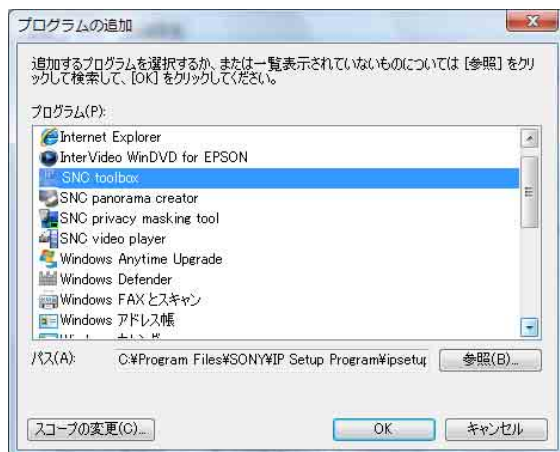 プログラムの追加
追加するプログラムを選択するか、または一覧表示されていないものについては [参照] をクリ
ックして検索して、[OK] をクリックしてください。
プログラム(P):
Internet Explorer
InterVideo WinDVD for EPSON
SNC toolbox
SNC panorama creator
SNC privacy masking tool
SNC video player
Windows Anytime Upgrade
Windows Defender
Windows FAXとスキャン
Windows アドレス帳
パス(A):
C:¥Program Files¥SONY¥IP Setup Program¥ipsetup
参照(B)...
スコープの変更(C)...
OK
キャンセル